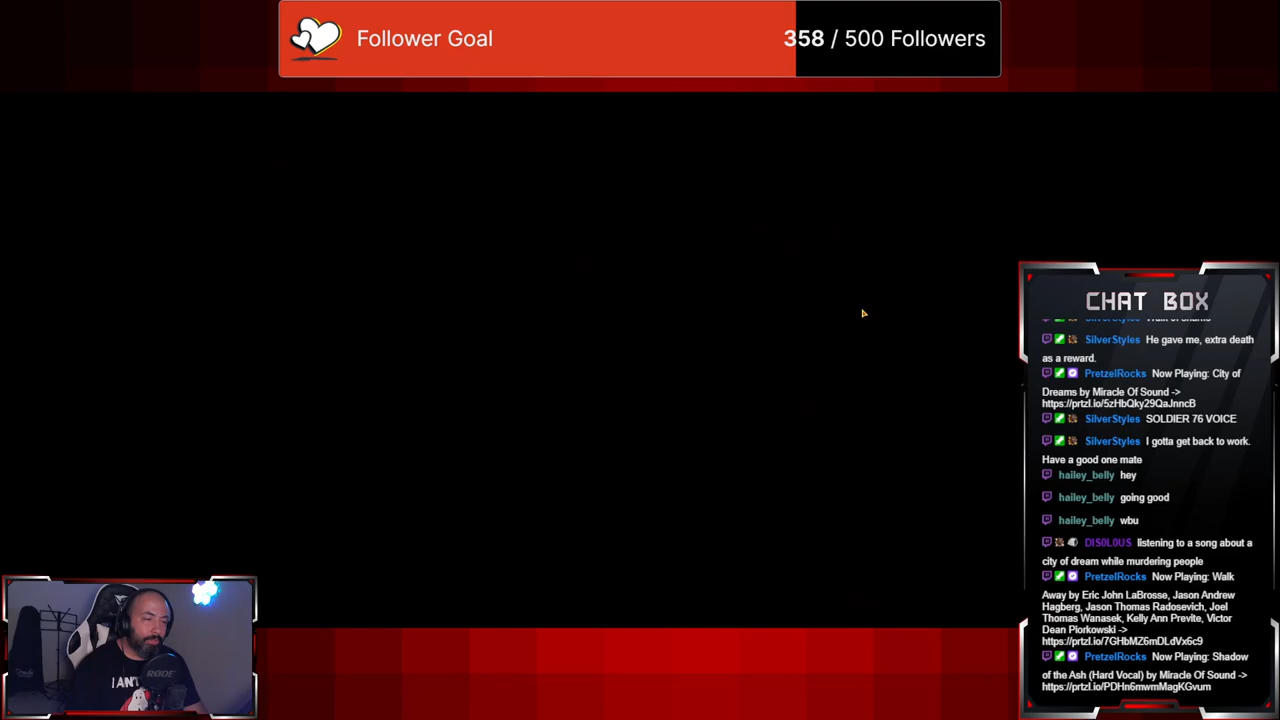 Follower Goal
358 / 500 Followers
CHAT BOX
SilverStyles He gave me, extra death
as a reward.
PretzelRocks Now Playing: City of
Dreams by Miracle Of Sound ->
https://prtzl.io/5zHbQky29QaJnncB
SilverStyles SOLDIER 76 VOICE
SilverStyles I gotta get back to work.
Have a good one mate
hailey_belly hey
hailey_belly going good
hailey_belly wbu
DIS0L0US listening to a song about a
city of dream while murdering people
PretzelRocks Now Playing: Walk
Away by Eric John LaBrosse, Jason Andrew
Hagberg, Jason Thomas Radosevich, Joel
Thomas Wanasek, Kelly Ann Previte, Victor
Dean Piorkowski ->
https://prtzl.io/7GHbMZ6mDLdVx6c9
PretzelRocks Now Playing: Shadow
of the Ash (Hard Vocal) by Miracle Of Sound ->
https://prtzl.io/PDHn6mwmMagKGvum
RØDE
I AIN'T